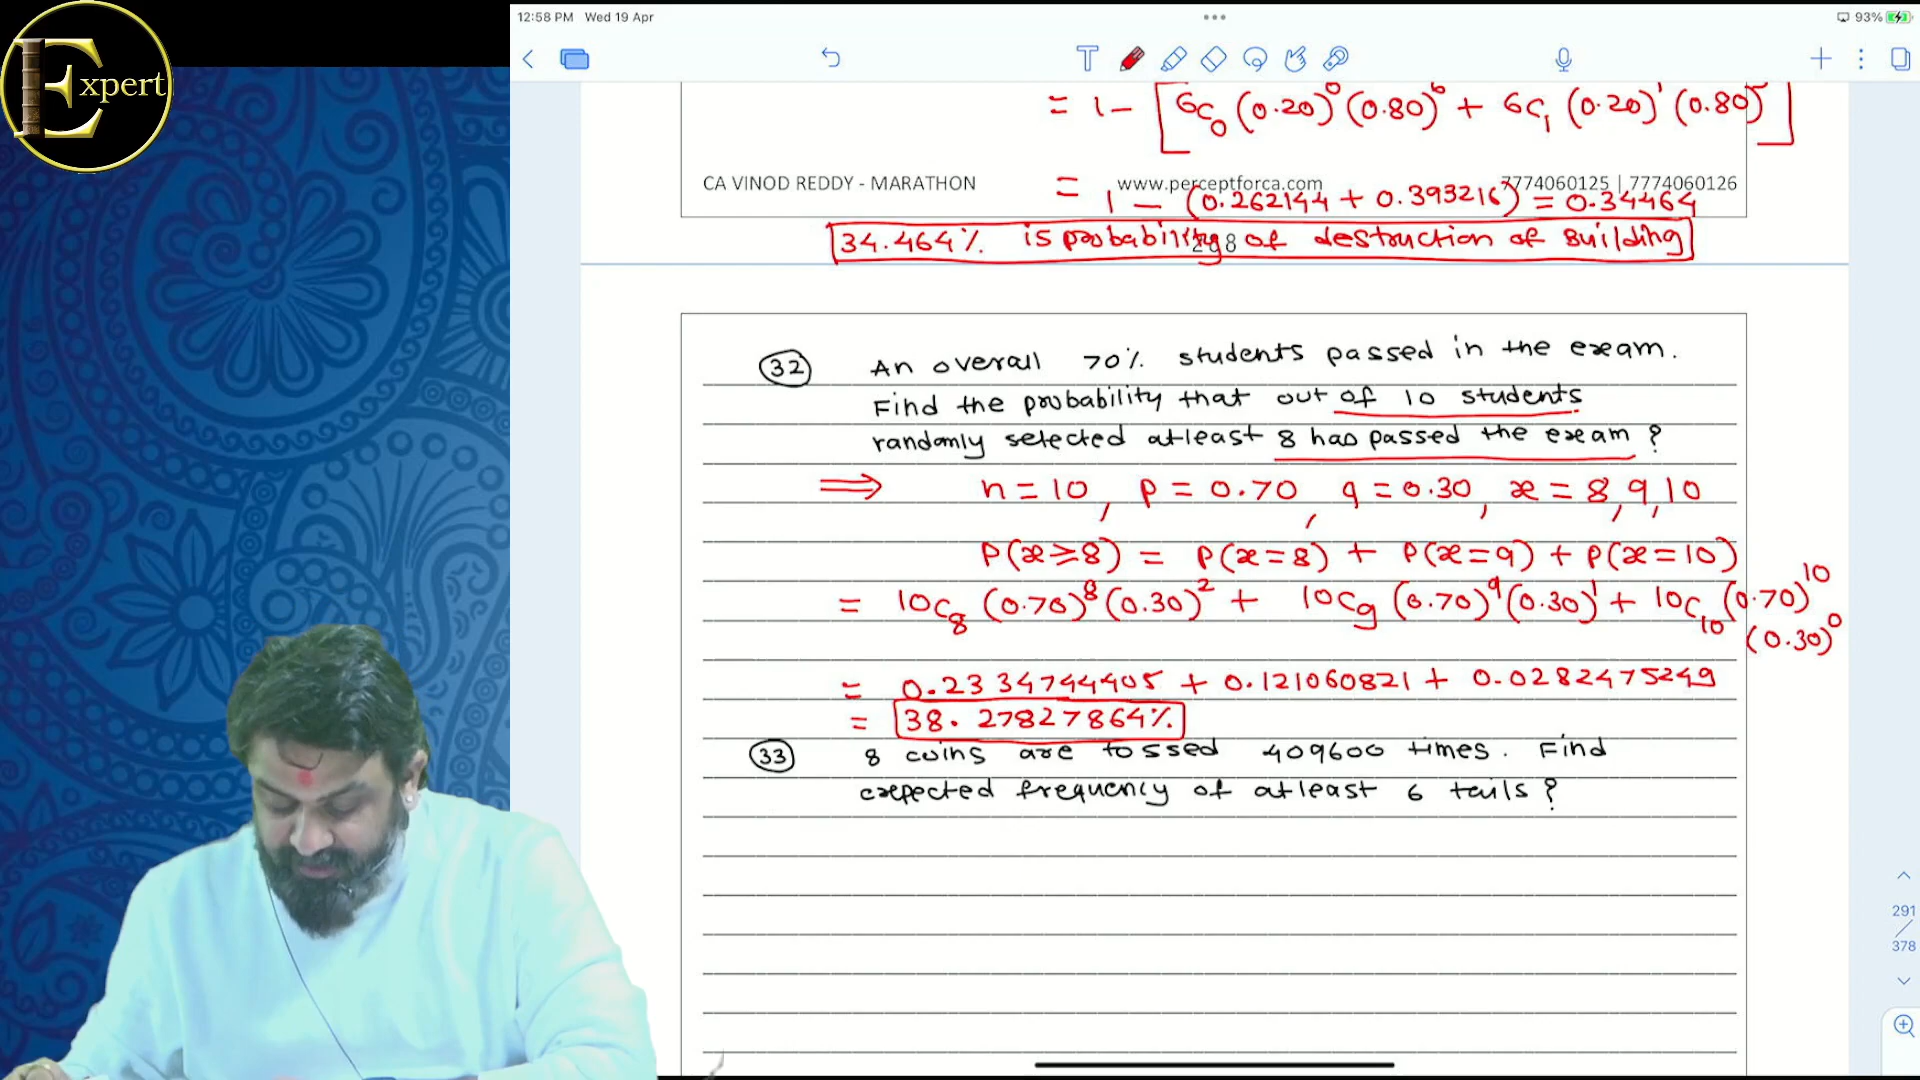 Expert
12:58 PM Wed 19 Apr
93%
= 1 - [6C0 (0.20)^0 (0.80)^6 + 6C1 (0.20)^1 (0.80)^5]
CA VINOD REDDY - MARATHON www.perceptforca.com 7774060125 | 7774060126
= 1 - (0.262144 + 0.393216) = 0.34464
34.464% is probability of destruction of Building
32 An overall 70% students passed in the exam.
Find the probability that out of 10 students
randomly selected atleast 8 has passed the exam ?
⇒ n = 10, p = 0.70, q = 0.30, x = 8, 9, 10
P(x≥8) = P(x=8) + P(x=9) + P(x=10)
= 10C8 (0.70)^8 (0.30)^2 + 10C9 (0.70)^9 (0.30)^1 + 10C10 (0.70)^10
(0.30)^0
= 0.2334744405 + 0.121060821 + 0.0282475249
= 38.27827864%
33 8 coins are tossed 409600 times. Find
expected frequency of atleast 6 tails ?
291
378